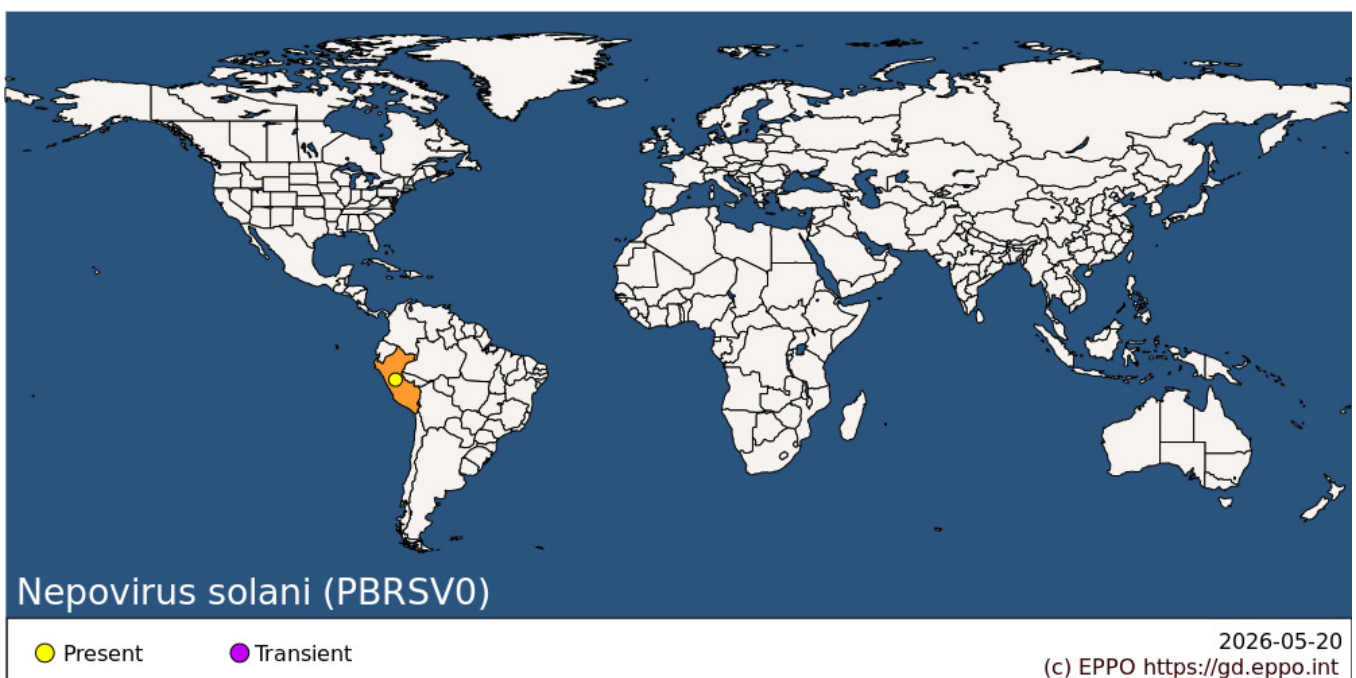 Nepovirus solani (PBRSV0)
Present
Transient
2026-05-20
(c) EPPO https://gd.eppo.int